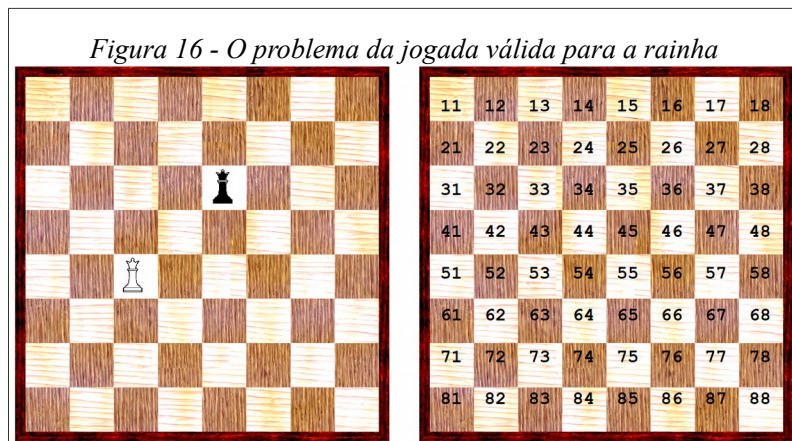 Figura 16 - O problema da jogada válida para a rainha
11 12 13 14 15 16 17 18
21 22 23 24 25 26 27 28
31 32 33 34 35 36 37 38
41 42 43 44 45 46 47 48
51 52 53 54 55 56 57 58
61 62 63 64 65 66 67 68
71 72 73 74 75 76 77 78
81 82 83 84 85 86 87 88